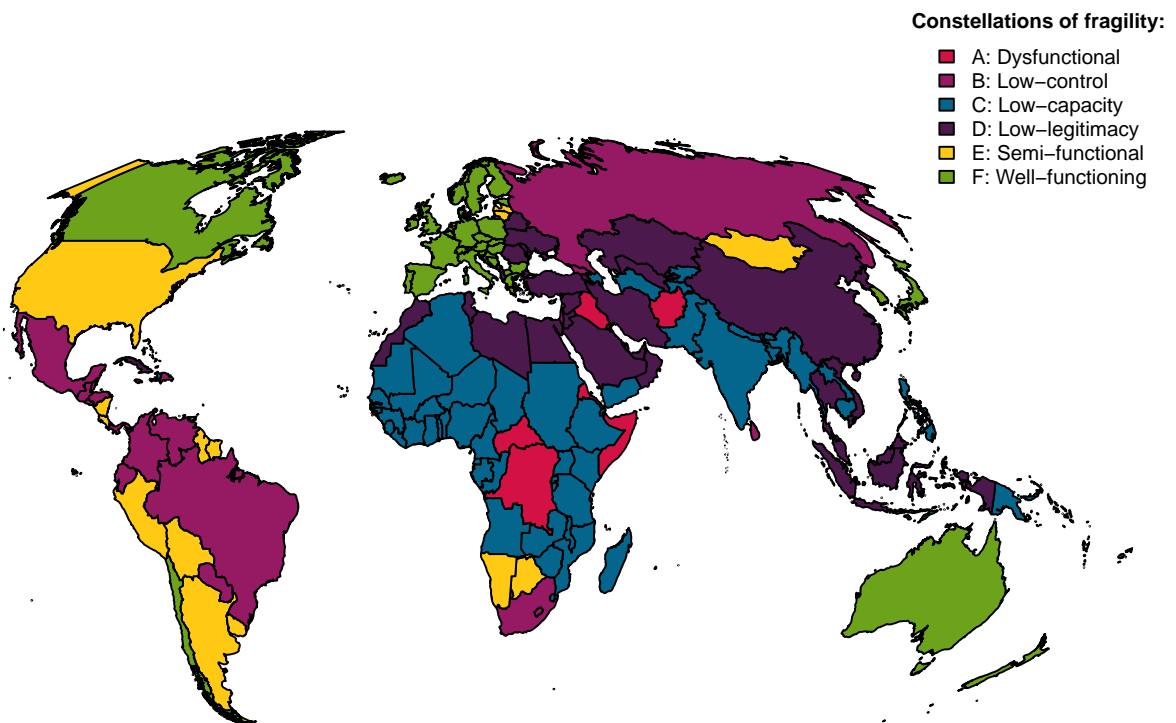 Constellations of fragility:
A: Dysfunctional
B: Low−control
C: Low−capacity
D: Low−legitimacy
E: Semi−functional
F: Well−functioning